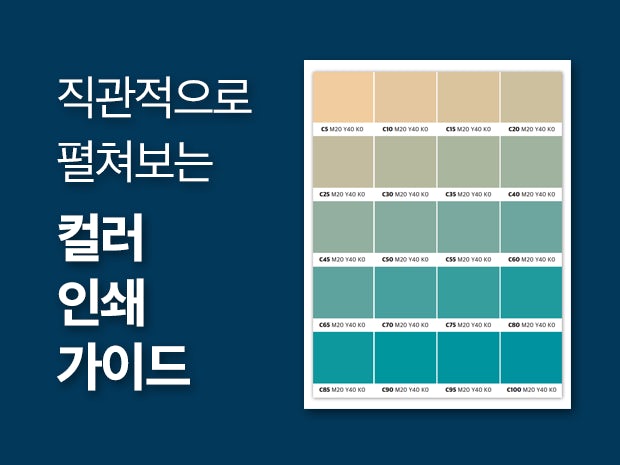 직관적으로
펼쳐보는
컬러
인쇄
가이드
C5 M20 Y40 K0
C10 M20 Y40 K0
C15 M20 Y40 K0
C20 M20 Y40 K0
C25 M20 Y40 K0
C30 M20 Y40 K0
C35 M20 Y40 K0
C40 M20 Y40 K0
C45 M20 Y40 K0
C50 M20 Y40 K0
C55 M20 Y40 K0
C60 M20 Y40 K0
C65 M20 Y40 K0
C70 M20 Y40 K0
C75 M20 Y40 K0
C80 M20 Y40 K0
C85 M20 Y40 K0
C90 M20 Y40 K0
C95 M20 Y40 K0
C100 M20 Y40 K0